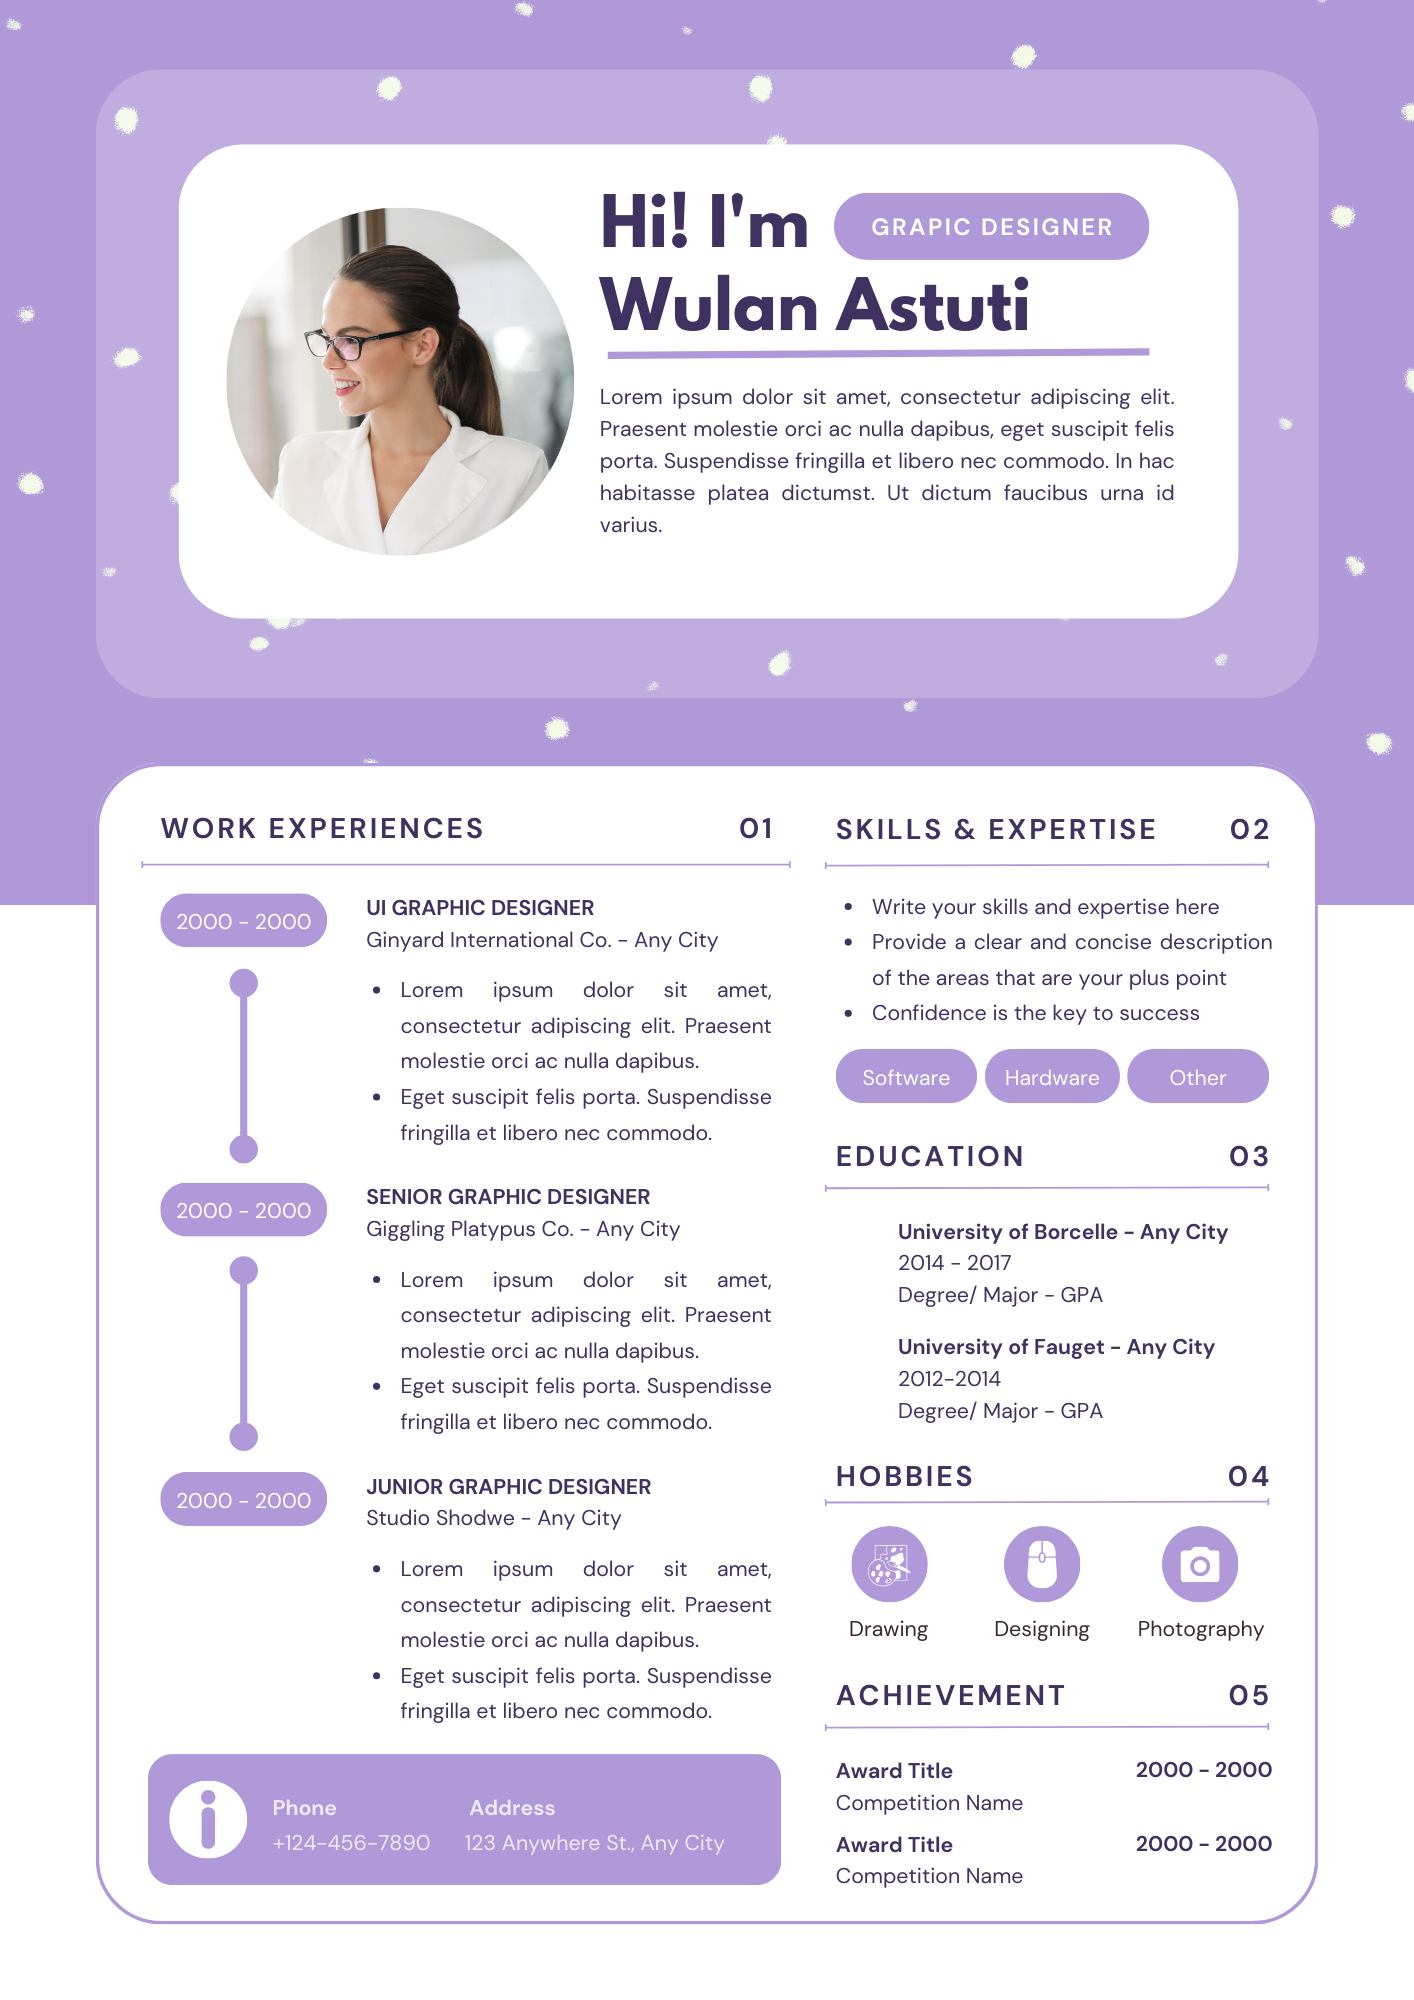 Hi! I'm
GRAPIC DESIGNER
Wulan Astuti
Lorem ipsum dolor sit amet, consectetur adipiscing elit.
Praesent molestie orci ac nulla dapibus, eget suscipit felis
porta. Suspendisse fringilla et libero nec commodo. In hac
habitasse platea dictumst. Ut dictum faucibus urna id
varius.
WORK EXPERIENCES 01
2000 - 2000
UI GRAPHIC DESIGNER
Ginyard International Co. - Any City
• Lorem ipsum dolor sit amet,
consectetur adipiscing elit. Praesent
molestie orci ac nulla dapibus.
• Eget suscipit felis porta. Suspendisse
fringilla et libero nec commodo.
2000 - 2000
SENIOR GRAPHIC DESIGNER
Giggling Platypus Co. - Any City
• Lorem ipsum dolor sit amet,
consectetur adipiscing elit. Praesent
molestie orci ac nulla dapibus.
• Eget suscipit felis porta. Suspendisse
fringilla et libero nec commodo.
2000 - 2000
JUNIOR GRAPHIC DESIGNER
Studio Shodwe - Any City
• Lorem ipsum dolor sit amet,
consectetur adipiscing elit. Praesent
molestie orci ac nulla dapibus.
• Eget suscipit felis porta. Suspendisse
fringilla et libero nec commodo.
Phone
+124-456-7890
Address
123 Anywhere St., Any City
SKILLS & EXPERTISE 02
• Write your skills and expertise here
• Provide a clear and concise description
of the areas that are your plus point
• Confidence is the key to success
Software Hardware Other
EDUCATION 03
University of Borcelle - Any City
2014 - 2017
Degree/ Major - GPA
University of Fauget - Any City
2012-2014
Degree/ Major - GPA
HOBBIES 04
Drawing Designing Photography
ACHIEVEMENT 05
Award Title 2000 - 2000
Competition Name
Award Title 2000 - 2000
Competition Name